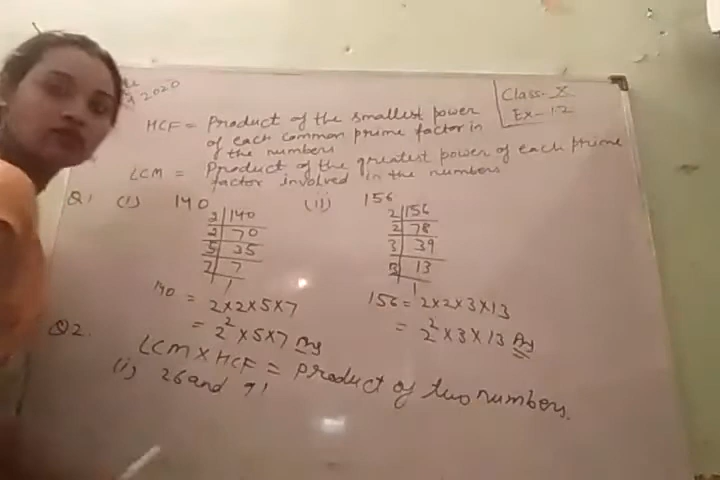 2020
Class. X
Ex-1.2
HCF = Product of the smallest power
of each common prime factor in
the numbers
LCM = Product of the greatest power of each prime
factor involved in the numbers
Q1 (i) 140 (ii) 156
2 140 2 156
2 70 2 78
5 35 3 39
7 7 13 13
1 1
140 = 2×2×5×7 156 = 2×2×3×13
= 2²×5×7 Ans = 2²×3×13 Ans
Q2. LCM×HCF = Product of two numbers.
(i) 26 and 91